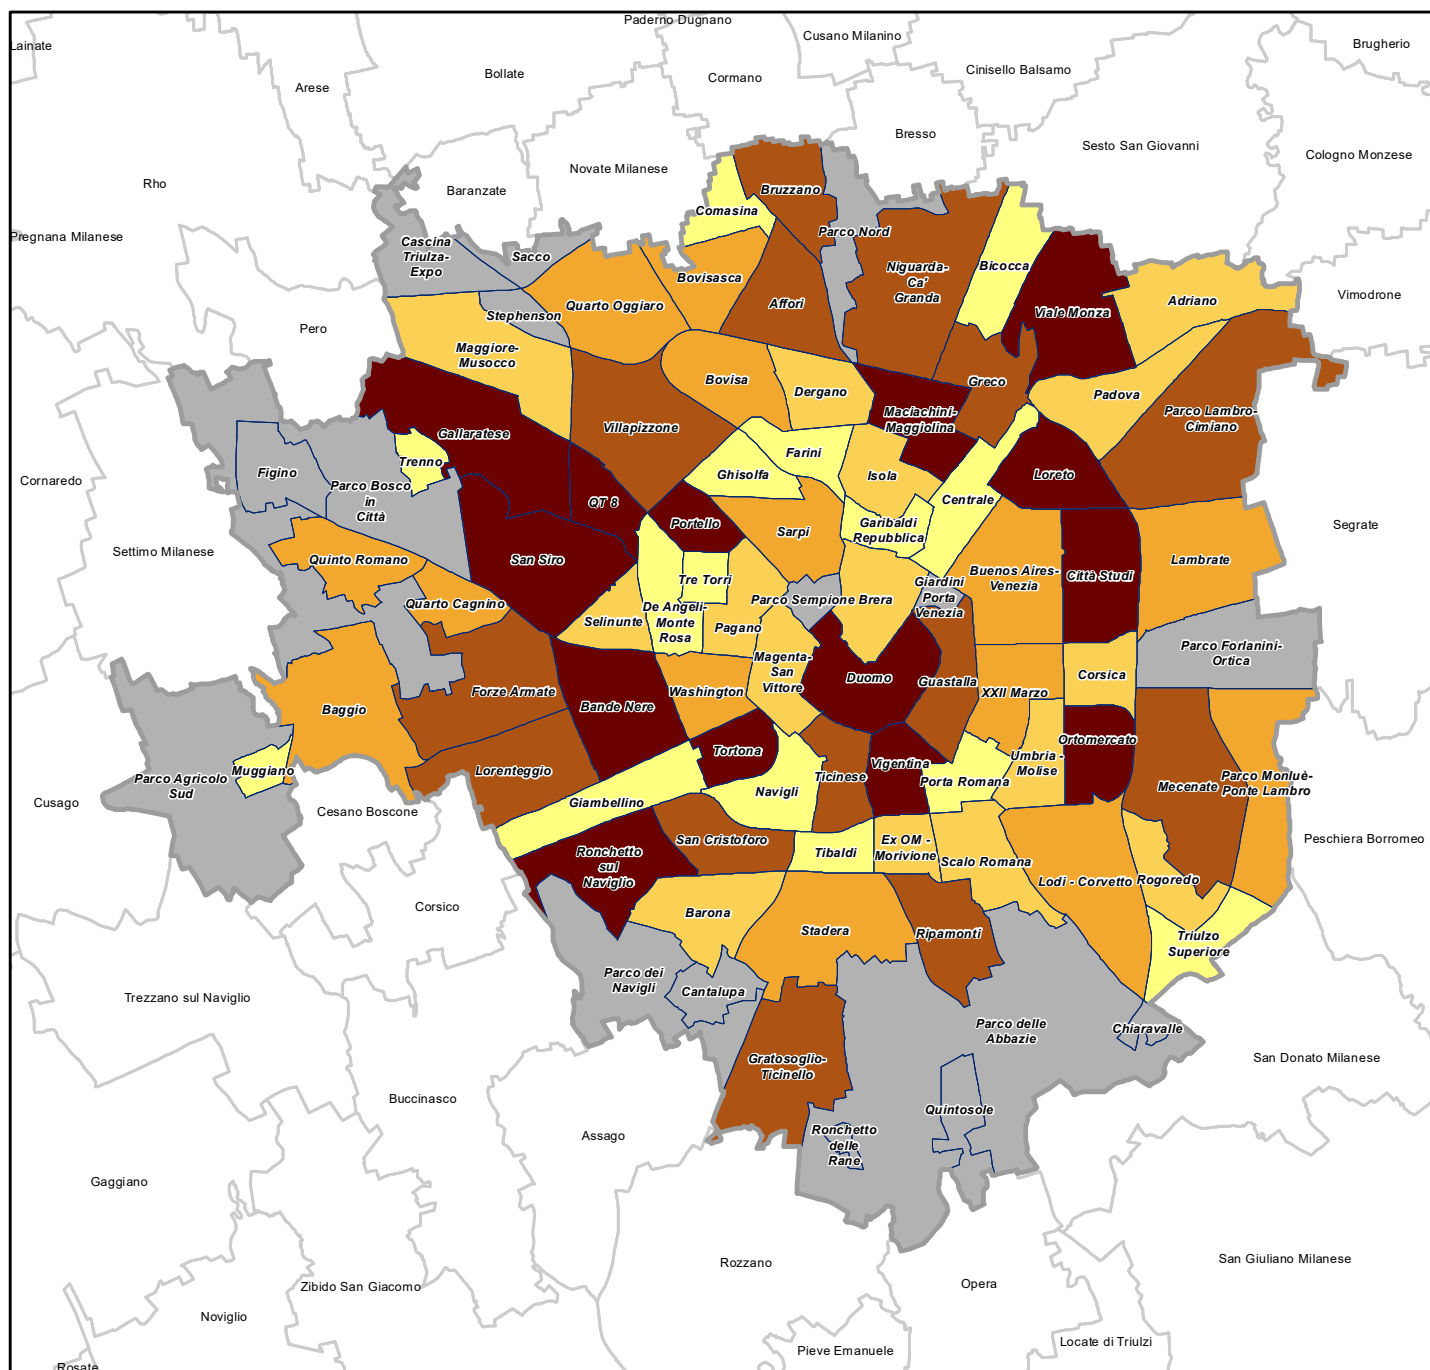 Paderno Dugnano
Cusano Milanino
Lainate
Brugherio
Bollate
Cinisello Balsamo
Cormano
Arese
Bresso
Sesto San Giovanni
Cologno Monzese
Novate Milanese
Rho
Baranzate
Bruzzano
Comasina
Parco Nord
Pregnana Milanese
Cascina
Triulza-
Expo
Sacco
Bicocca
Niguarda-
Ca'
Granda
Bovisasca
Quarto Oggiaro
Affori
Vimodrone
Adriano
Viale Monza
Stephenson
Pero
Maggiore-
Musocco
Bovisa
Dergano
Greco
Padova
Maciachini-
Maggiolina
Parco Lambro-
Cimiano
Villapizzone
Gallaratese
Farini
Trenno
Figino
Ghisolfa
Isola
Loreto
Cornaredo
Parco Bosco
in
Città
QT 8
Centrale
Portello
Garibaldi
Repubblica
Segrate
Sarpi
Settimo Milanese
Quinto Romano
San Siro
Lambrate
Buenos Aires-
Venezia
Città Studi
Tre Torri
Giardini
Porta
Venezia
Quarto Cagnino
Parco Sempione
Brera
De Angeli-
Monte
Rosa
Selinunte
Pagano
Parco Forlanini-
Ortica
Magenta-
San
Vittore
Corsica
Duomo
Guastalla
Forze Armate
Washington
XXII Marzo
Bande Nere
Baggio
Ortomercato
Tortona
Vigentina
Umbria -
Molise
Muggiano
Parco Agricolo
Sud
Lorenteggio
Ticinese
Porta Romana
Parco Monluè-
Ponte Lambro
Mecenate
Navigli
Cusago
Giambellino
Cesano Boscone
San Cristoforo
Tibaldi
Ex OM -
Morivione
Peschiera Borromeo
Ronchetto
sul
Naviglio
Scalo Romana
Lodi - Corvetto
Rogoredo
Corsico
Barona
Stadera
Ripamonti
Triulzo
Superiore
Parco dei
Navigli
Cantalupa
Trezzano sul Naviglio
Parco delle
Abbazie
Chiaravalle
Gratosoglio-
Ticinello
San Donato Milanese
Buccinasco
Quintosole
Assago
Ronchetto
delle
Rane
Gaggiano
Rozzano
San Giuliano Milanese
Zibido San Giacomo
Opera
Noviglio
Locate di Triulzi
Pieve Emanuele
Rosate